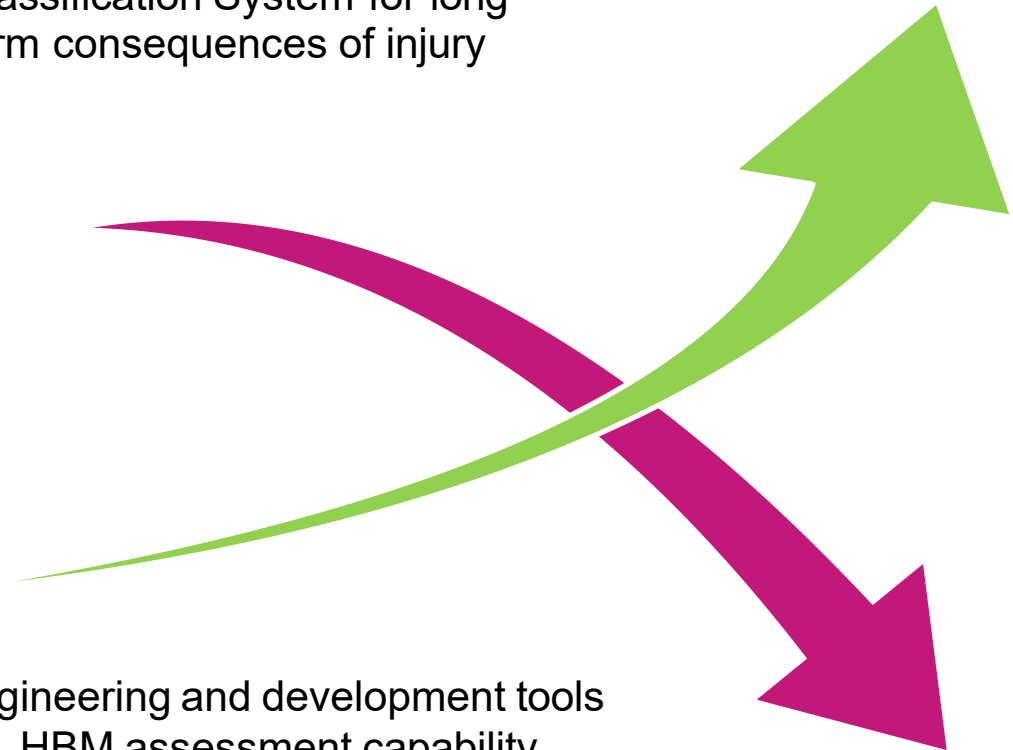 assification System for long
rm consequences of injury
gineering and development tools
HBM assessment capability